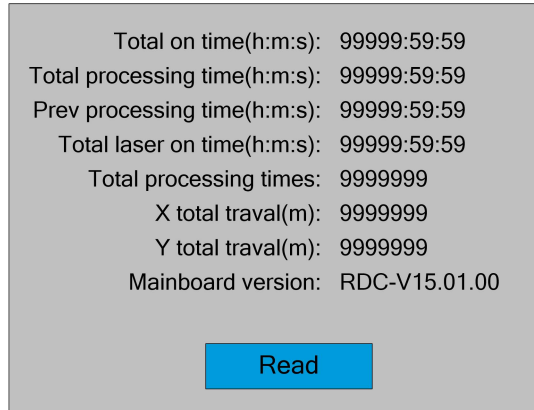 Total on time(h:m:s): 99999:59:59
Total processing time(h:m:s): 99999:59:59
Prev processing time(h:m:s): 99999:59:59
Total laser on time(h:m:s): 99999:59:59
Total processing times: 9999999
X total traval(m): 9999999
Y total traval(m): 9999999
Mainboard version: RDC-V15.01.00
Read